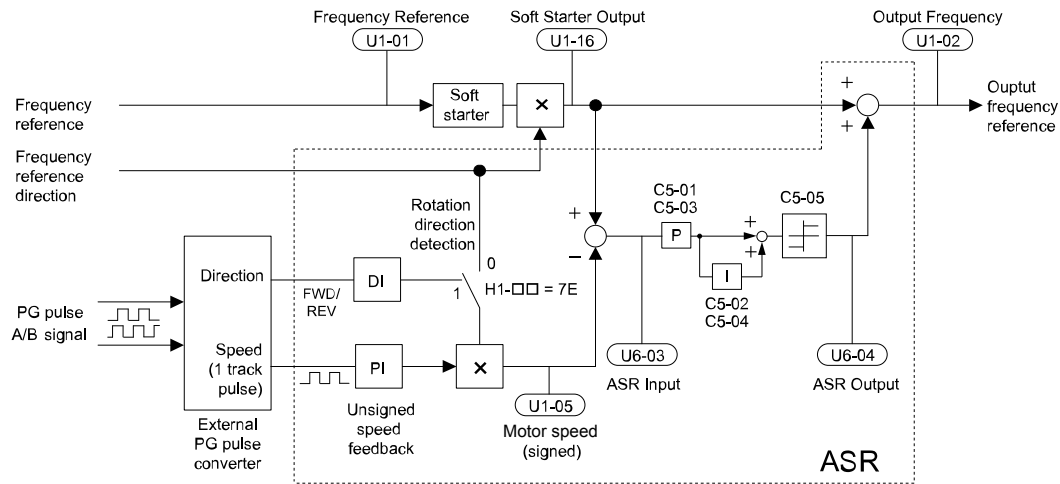 Frequency Reference
U1-01
Soft Starter Output
U1-16
Output Frequency
U1-02
Frequency
reference
Soft
starter
×
+
+
Ouptut
frequency
reference
Frequency
reference
direction
Rotation
direction
detection
C5-01
C5-03
P
C5-05
+
−
+
+
I
C5-02
C5-04
Direction
FWD/
REV
DI
0
1
H1-□□ = 7E
PG pulse
A/B signal
Speed
(1 track
pulse)
PI
×
U6-03
ASR Input
U6-04
ASR Output
U1-05
Motor speed
(signed)
External
PG pulse
converter
Unsigned
speed
feedback
ASR